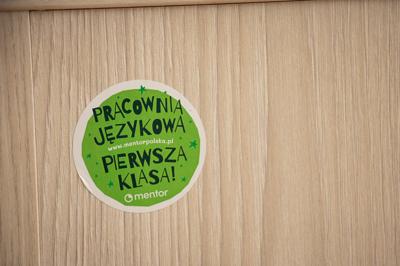 PRACOWNIA
JĘZYKOWA
www.mentorpolska.pl
PIERWSZA
KLASA!
mentor